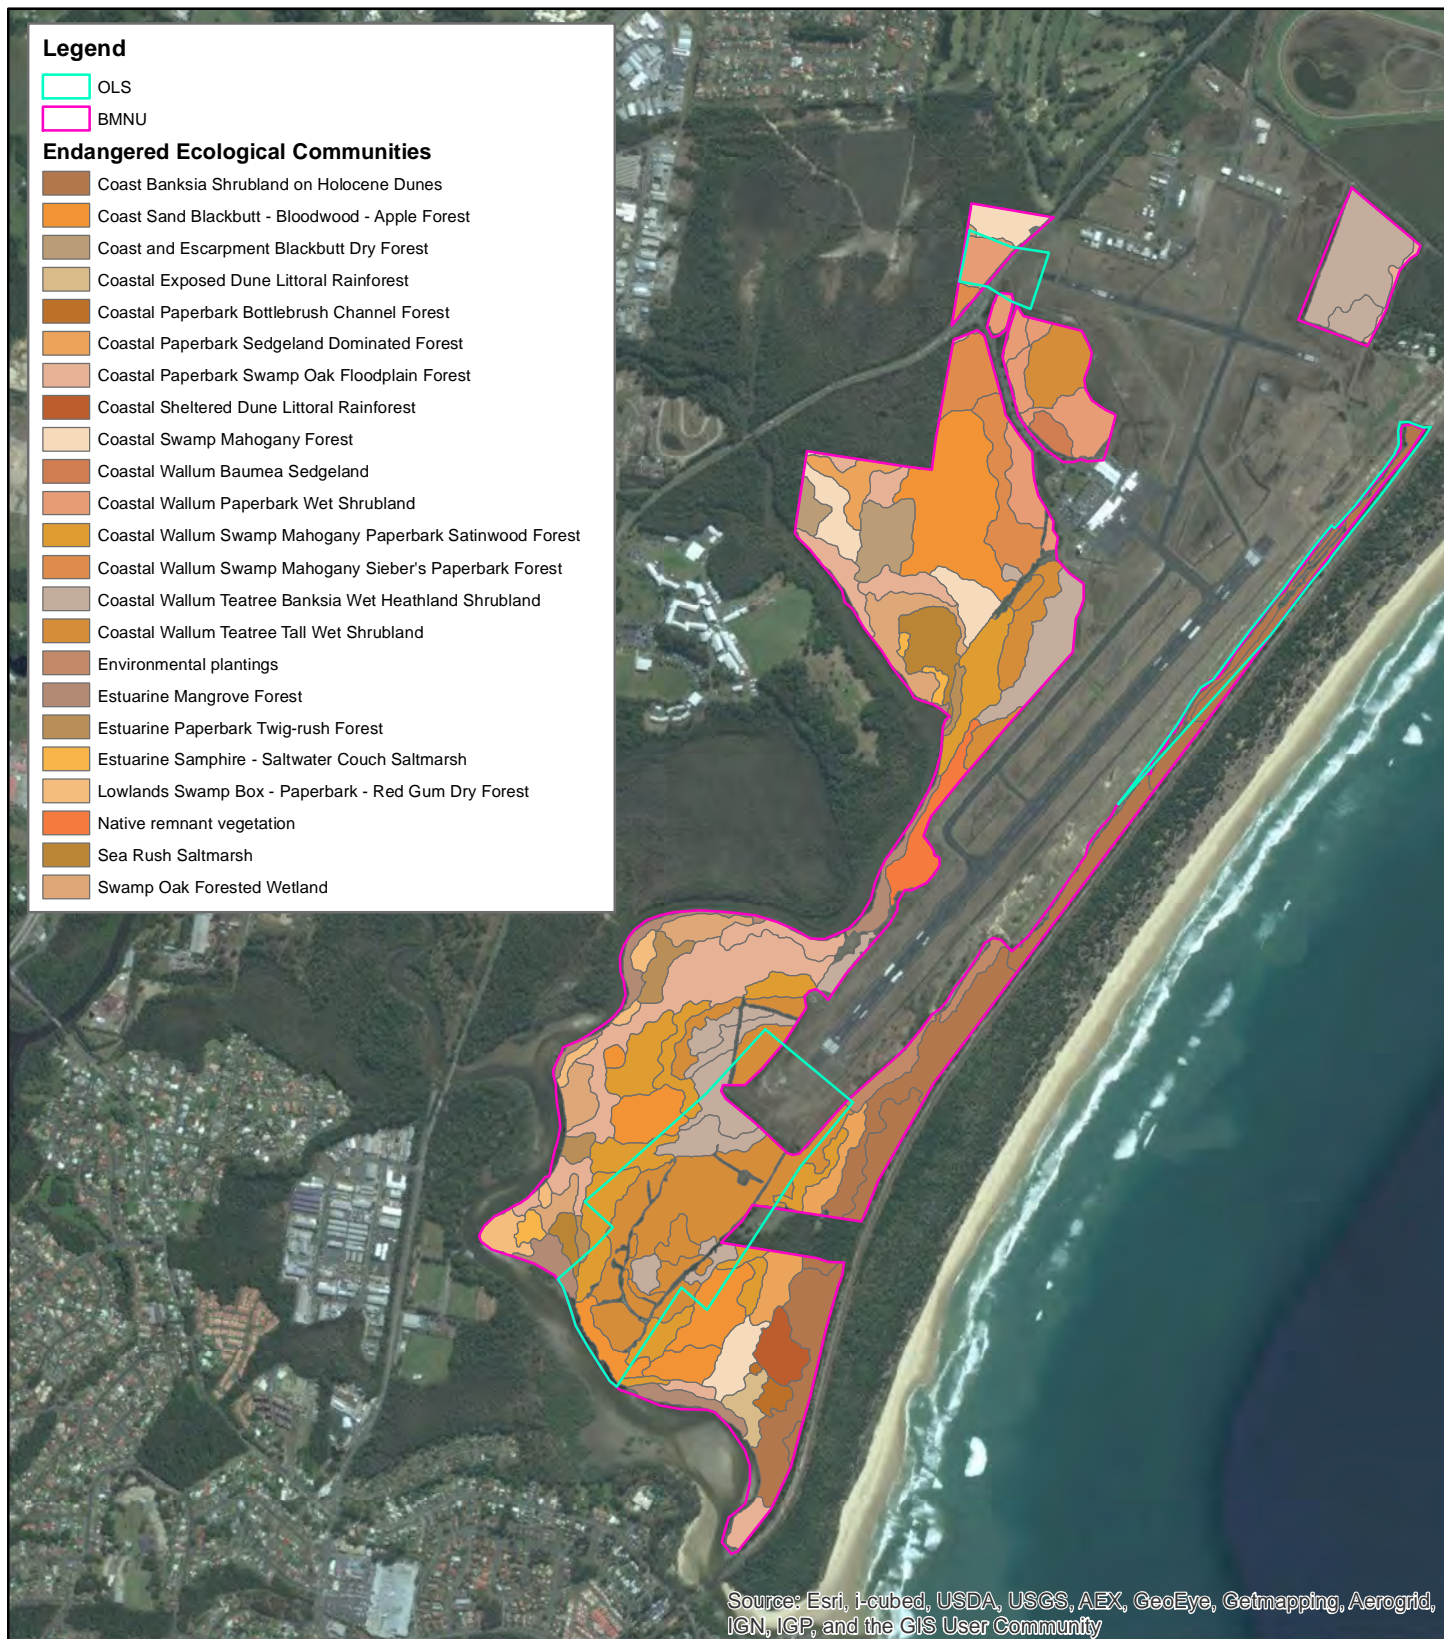 Legend
OLS
BMNU
Endangered Ecological Communities
Coast Banksia Shrubland on Holocene Dunes
Coast Sand Blackbutt - Bloodwood - Apple Forest
Coast and Escarpment Blackbutt Dry Forest
Coastal Exposed Dune Littoral Rainforest
Coastal Paperbark Bottlebrush Channel Forest
Coastal Paperbark Sedgeland Dominated Forest
Coastal Paperbark Swamp Oak Floodplain Forest
Coastal Sheltered Dune Littoral Rainforest
Coastal Swamp Mahogany Forest
Coastal Wallum Baumea Sedgeland
Coastal Wallum Paperbark Wet Shrubland
Coastal Wallum Swamp Mahogany Paperbark Satinwood Forest
Coastal Wallum Swamp Mahogany Sieber's Paperbark Forest
Coastal Wallum Teatree Banksia Wet Heathland Shrubland
Coastal Wallum Teatree Tall Wet Shrubland
Environmental plantings
Estuarine Mangrove Forest
Estuarine Paperbark Twig-rush Forest
Estuarine Samphire - Saltwater Couch Saltmarsh
Lowlands Swamp Box - Paperbark - Red Gum Dry Forest
Native remnant vegetation
Sea Rush Saltmarsh
Swamp Oak Forested Wetland
Source: Esri, i-cubed, USDA, USGS, AEX, GeoEye, Getmapping, Aerogrid,
IGN, IGP, and the GIS User Community